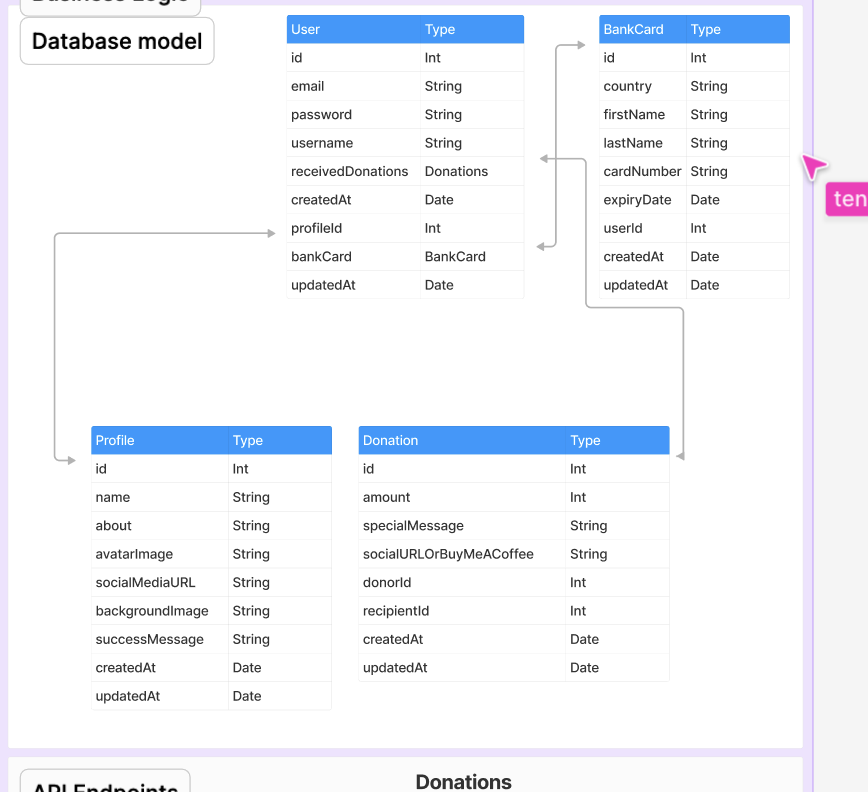 Business Logic
Database model
User Type
id Int
email String
password String
username String
receivedDonations Donations
createdAt Date
profileId Int
bankCard BankCard
updatedAt Date
BankCard Type
id Int
country String
firstName String
lastName String
cardNumber String
expiryDate Date
userId Int
createdAt Date
updatedAt Date
ten
Profile Type
id Int
name String
about String
avatarImage String
socialMediaURL String
backgroundImage String
successMessage String
createdAt Date
updatedAt Date
Donation Type
id Int
amount Int
specialMessage String
socialURLOrBuyMeACoffee String
donorId Int
recipientId Int
createdAt Date
updatedAt Date
API Endpoints
Donations